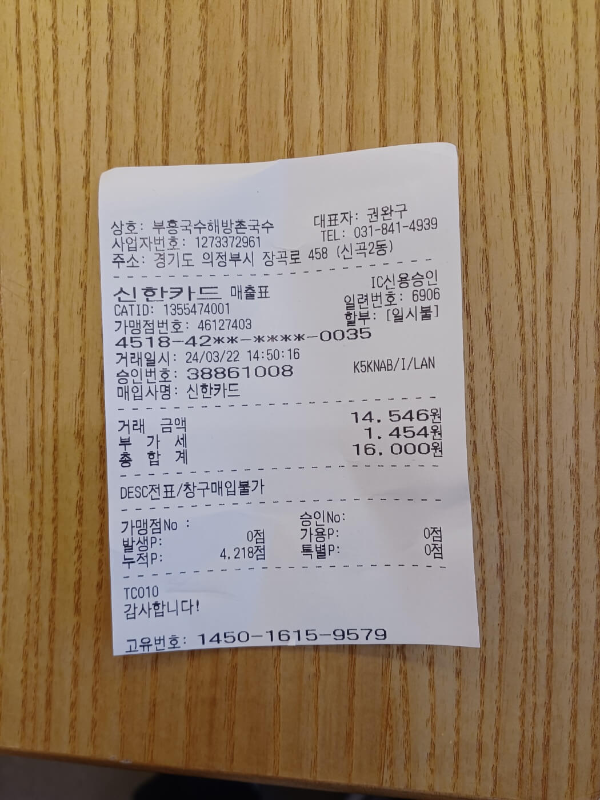 상호: 부흥국수해방촌국수 대표자: 권완구
사업자번호: 1273372961 TEL: 031-841-4939
주소: 경기도 의정부시 장곡로 458 (신곡2동)
신한카드 매출표 IC신용승인
CATID: 1355474001 일련번호: 6906
가맹점번호: 46127403 할부: [일시불]
4518-42**-****-0035
거래일시: 24/03/22 14:50:16
승인번호: 38861008 K5KNAB/I/LAN
매입사명: 신한카드
거래 금액 14.546원
부 가 세 1.454원
총 합 계 16.000원
DESC전표/창구매입불가
가맹점No : 승인No:
발생P: 0점 가용P: 0점
누적P: 4,218점 특별P: 0점
TC010
감사합니다!
고유번호: 1450-1615-9579